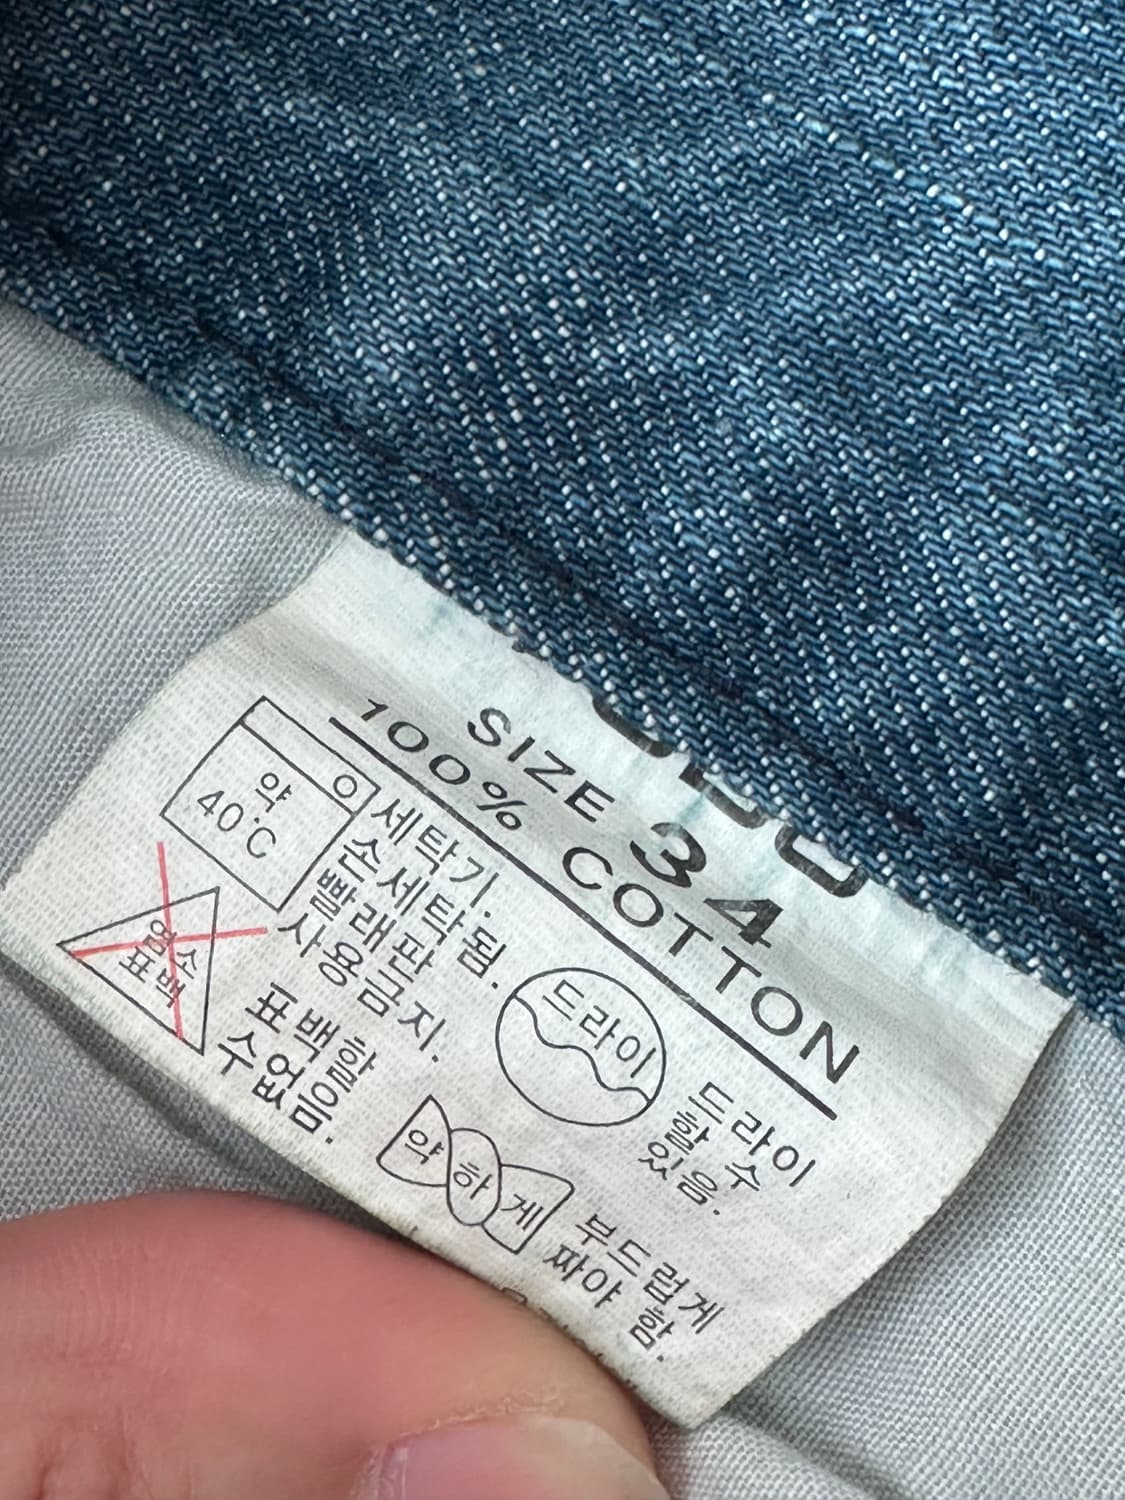 SIZE 34
100% COTTON
약
40℃
세탁기.
손세탁됨.
빨래판
사용금지.
염소
표백
표백할
수없음.
드라이
드라이
할 수
있음.
약하게
부드럽게
짜야 함.